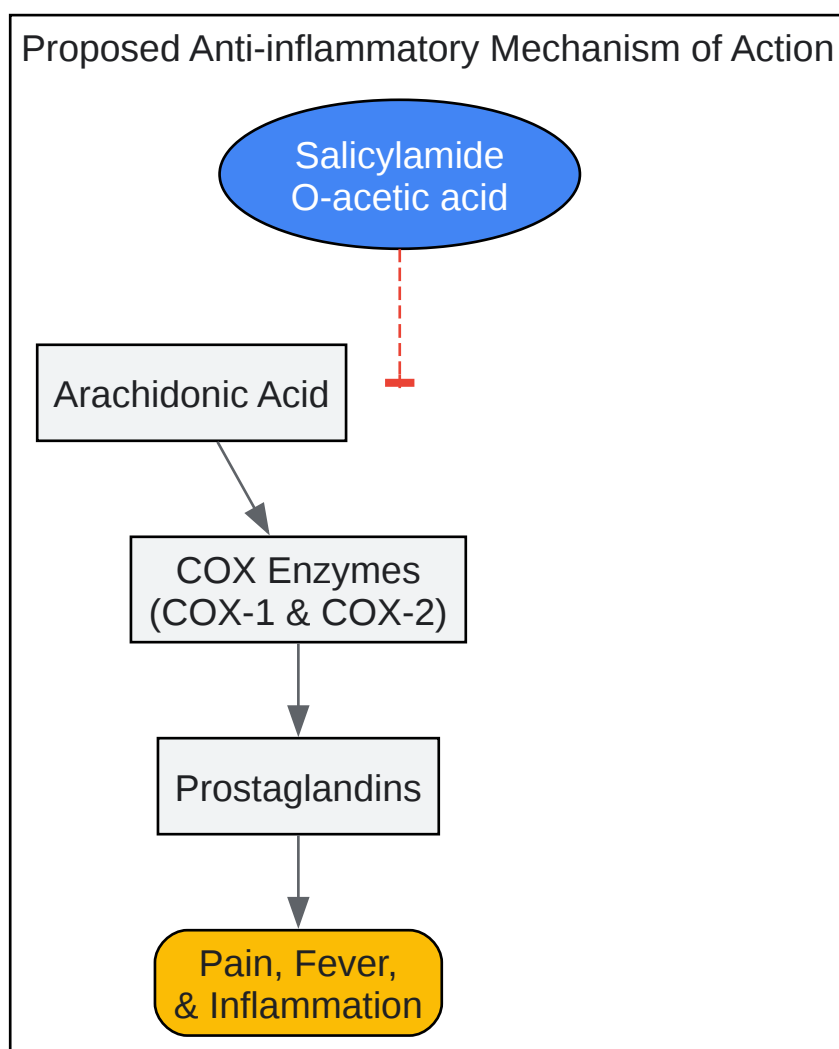 Proposed Anti-inflammatory Mechanism of Action
Salicylamide
O-acetic acid
Arachidonic Acid
COX Enzymes
(COX-1 & COX-2)
Prostaglandins
Pain, Fever,
& Inflammation